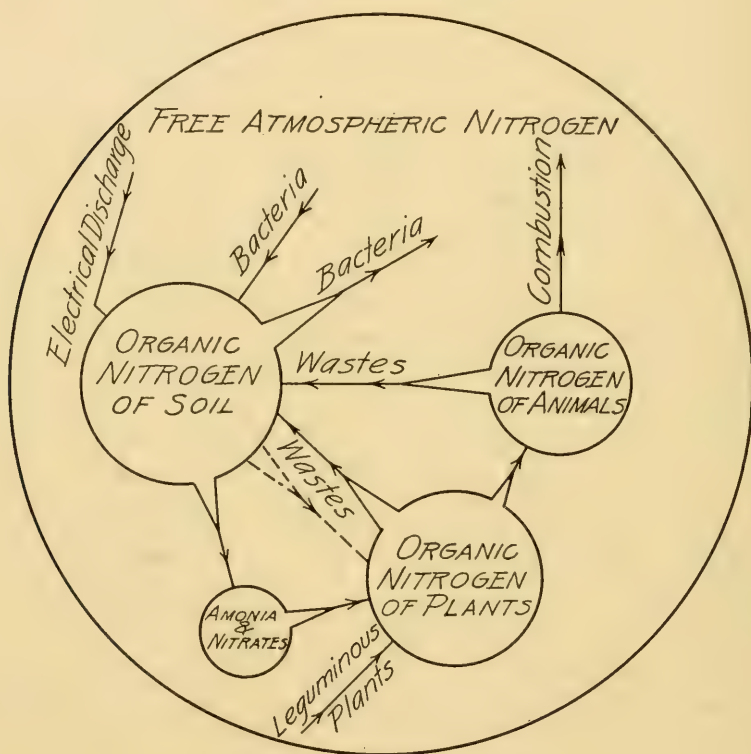 FREE ATMOSPHERIC NITROGEN
Electrical Discharge
Bacteria
Bacteria
Combustion
ORGANIC
NITROGEN
OF SOIL
Wastes
ORGANIC
NITROGEN
OF ANIMALS
Wastes
ORGANIC
NITROGEN
OF PLANTS
AMONIA
&
NITRATES
Leguminous
Plants